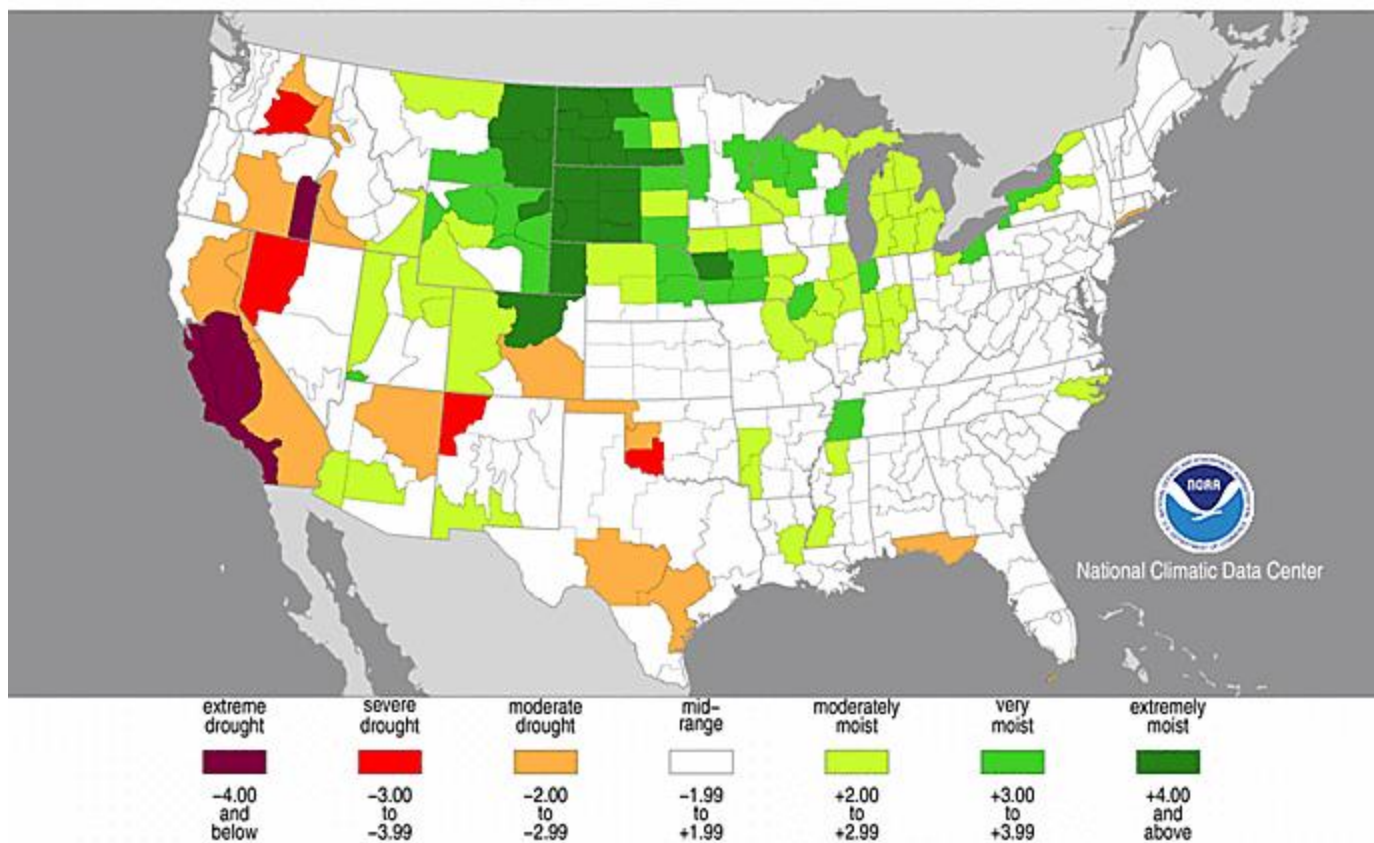 NOAA
National Climatic Data Center
extreme drought
severe drought
moderate drought
mid-range
moderately moist
very moist
extremely moist
−4.00 and below
−3.00 to −3.99
−2.00 to −2.99
−1.99 to +1.99
+2.00 to +2.99
+3.00 to +3.99
+4.00 and above